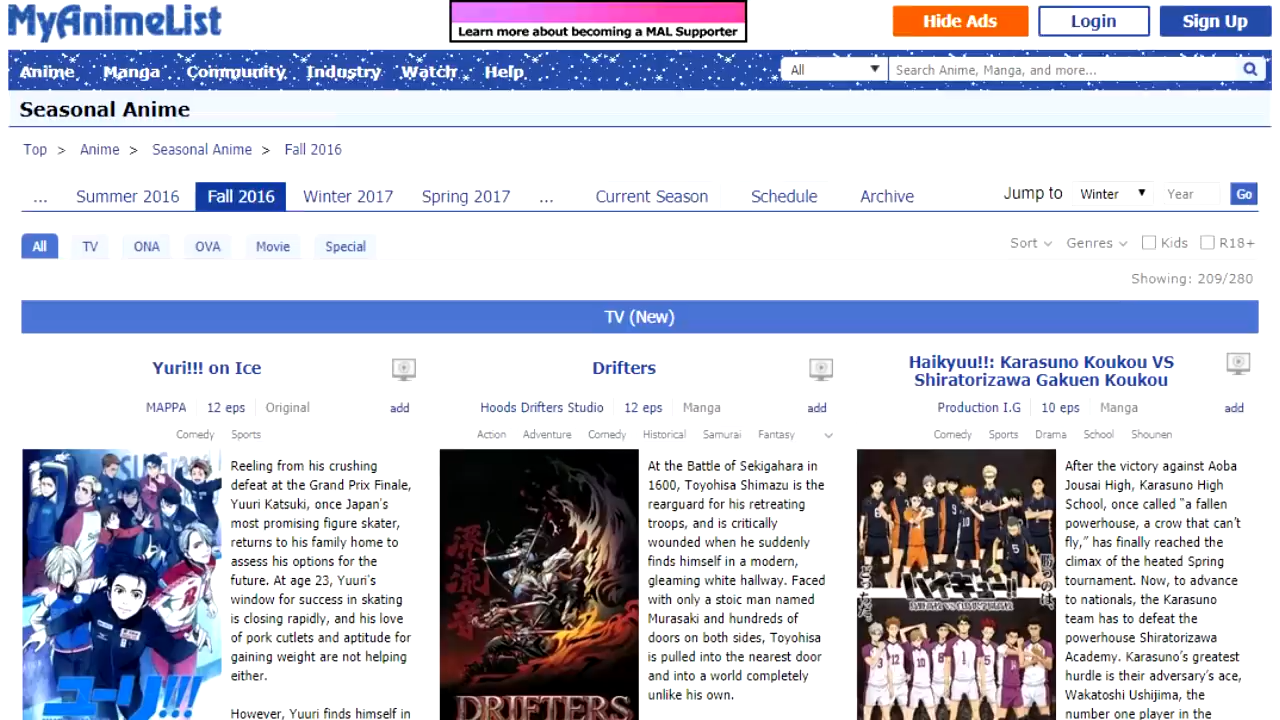 MyAnimeList
Learn more about becoming a MAL Supporter
Hide Ads
Login
Sign Up
Anime Manga Community Industry Watch Help
All
Search Anime, Manga, and more...
Seasonal Anime
Top > Anime > Seasonal Anime > Fall 2016
... Summer 2016 Fall 2016 Winter 2017 Spring 2017 ... Current Season Schedule Archive Jump to Winter Year Go
All TV ONA OVA Movie Special
Sort Genres Kids R18+
Showing: 209/280
TV (New)
Yuri!!! on Ice
MAPPA 12 eps Original add
Comedy Sports
Reeling from his crushing
defeat at the Grand Prix Finale,
Yuuri Katsuki, once Japan's
most promising figure skater,
returns to his family home to
assess his options for the
future. At age 23, Yuuri's
window for success in skating
is closing rapidly, and his love
of pork cutlets and aptitude for
gaining weight are not helping
either.
However, Yuuri finds himself in
ユーリ!!!
Drifters
Hoods Drifters Studio 12 eps Manga add
Action Adventure Comedy Historical Samurai Fantasy
At the Battle of Sekigahara in
1600, Toyohisa Shimazu is the
rearguard for his retreating
troops, and is critically
wounded when he suddenly
finds himself in a modern,
gleaming white hallway. Faced
with only a stoic man named
Murasaki and hundreds of
doors on both sides, Toyohisa
is pulled into the nearest door
and into a world completely
unlike his own.
DRIFTERS
Haikyuu!!: Karasuno Koukou VS
Shiratorizawa Gakuen Koukou
Production I.G 10 eps Manga add
Comedy Sports Drama School Shounen
After the victory against Aoba
Jousai High, Karasuno High
School, once called "a fallen
powerhouse, a crow that can't
fly,” has finally reached the
climax of the heated Spring
tournament. Now, to advance
to nationals, the Karasuno
team has to defeat the
powerhouse Shiratorizawa
Academy. Karasuno’s greatest
hurdle is their adversary’s ace,
Wakatoshi Ushijima, the
number one player in the
ハイキュー!!